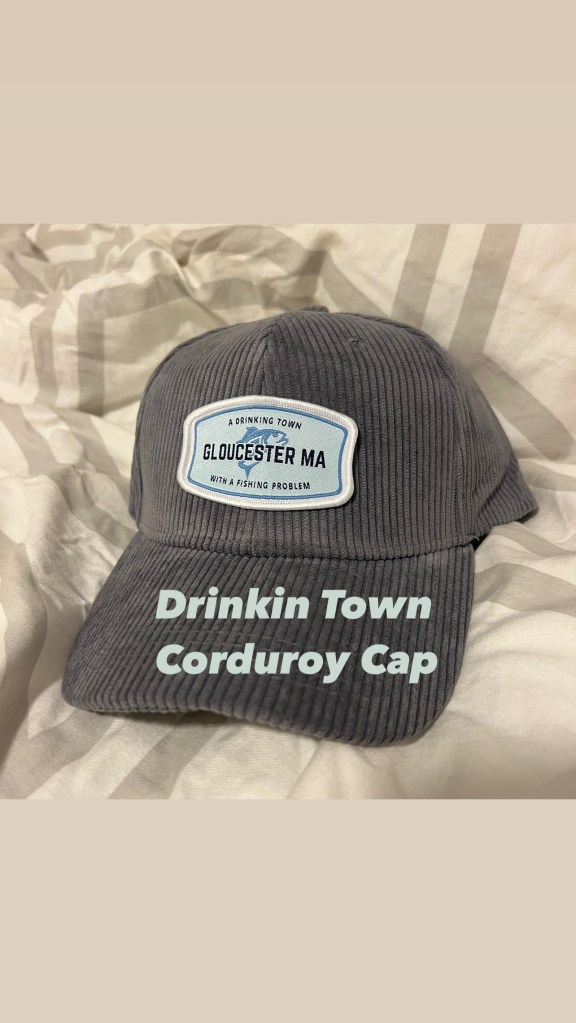 A DRINKING TOWN
GLOUCESTER MA
WITH A FISHING PROBLEM
Drinkin Town
Corduroy Cap